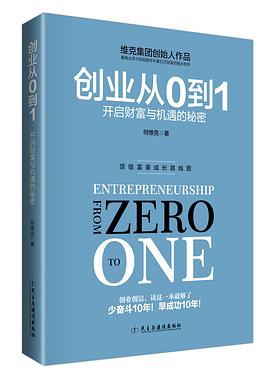 维克集团创始人作品
创业从0到1
开启财富与机遇的秘密
何维克 著
顶级富豪成长路线图
ENTREPRENEURSHIP
FROM
ZERO
TO
ONE
创业创富,读这一本就够了
少奋斗10年!早成功10年!
民主与建设出版社
创业从0到1
开启财富与机遇的秘密
何维克 著
民主与建设出版社